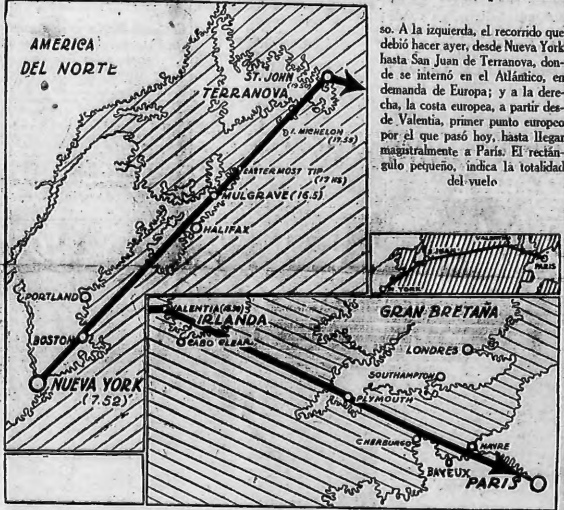 AMERICA
DEL NORTE
ST. JOHN
TERRANOVA
I. MICHELON
(17.55)
EASTERMOST TIP
(17.45)
MULGRAVE (16.5)
HALIFAX
PORTLAND
BOSTON
NUEVA YORK
(7.52)
so. A la izquierda, el recorrido que
debió hacer ayer, desde Nueva York
hasta San Juan de Terranova, don-
de se internó en el Atlántico, en
demanda de Europa; y a la dere-
cha, la costa europea, a partir des-
de Valentia, primer punto europeo
por el que pasó hoy, hasta llegar
magistralmente a París. El rectán-
gulo pequeño, indica la totalidad
del vuelo
VALENTIA
PARIS
VALENTIA
IRLANDA
CABO CLEAR
GRAN BRETAÑA
LONDRES
SOUTHAMPTON
PLYMOUTH
CHERBURGO
HAVRE
BAYEUX
PARIS